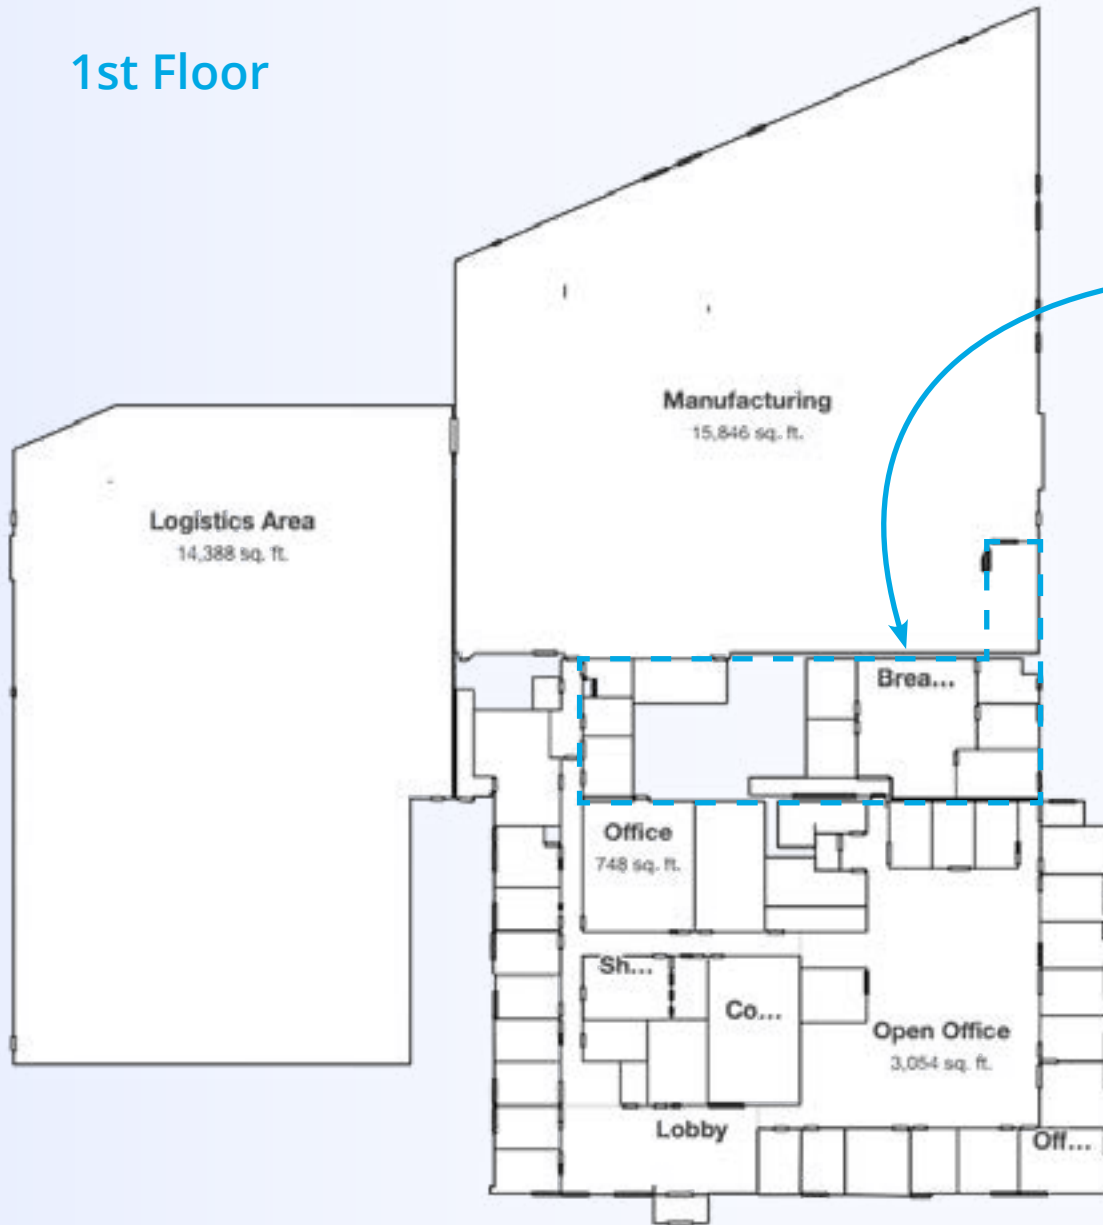 1st Floor
Manufacturing
15,846 sq. ft.
Logistics Area
14,388 sq. ft.
Brea...
Office
748 sq. ft.
Sh...
Co...
Open Office
3,054 sq. ft.
Lobby
Off...